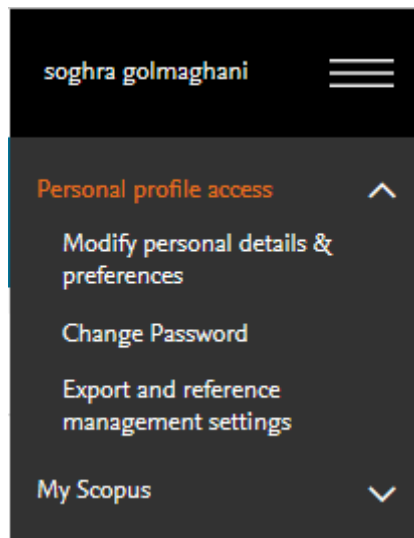 soghra golmaghani
Personal profile access
Modify personal details &
preferences
Change Password
Export and reference
management settings
My Scopus